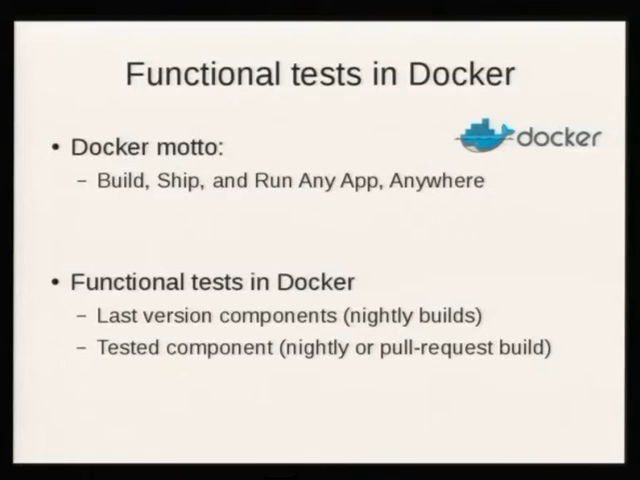 Functional tests in Docker
docker
• Docker motto:
– Build, Ship, and Run Any App, Anywhere
• Functional tests in Docker
– Last version components (nightly builds)
– Tested component (nightly or pull-request build)